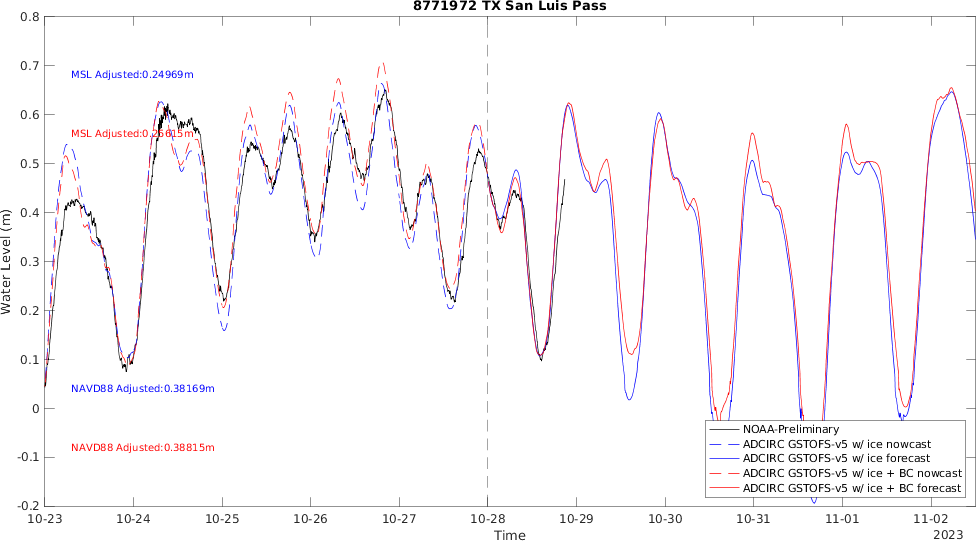 8771972 TX San Luis Pass
Water Level (m)
0.8
0.7
0.6
0.5
0.4
0.3
0.2
0.1
0
-0.1
-0.2
MSL Adjusted:0.24969m
MSL Adjusted:0.25615m
NAVD88 Adjusted:0.38169m
NAVD88 Adjusted:0.38815m
NOAA-Preliminary
ADCIRC GSTOFS-v5 w/ ice nowcast
ADCIRC GSTOFS-v5 w/ ice forecast
ADCIRC GSTOFS-v5 w/ ice + BC nowcast
ADCIRC GSTOFS-v5 w/ ice + BC forecast
10-23 10-24 10-25 10-26 10-27 10-28 10-29 10-30 10-31 11-01 11-02
Time
2023